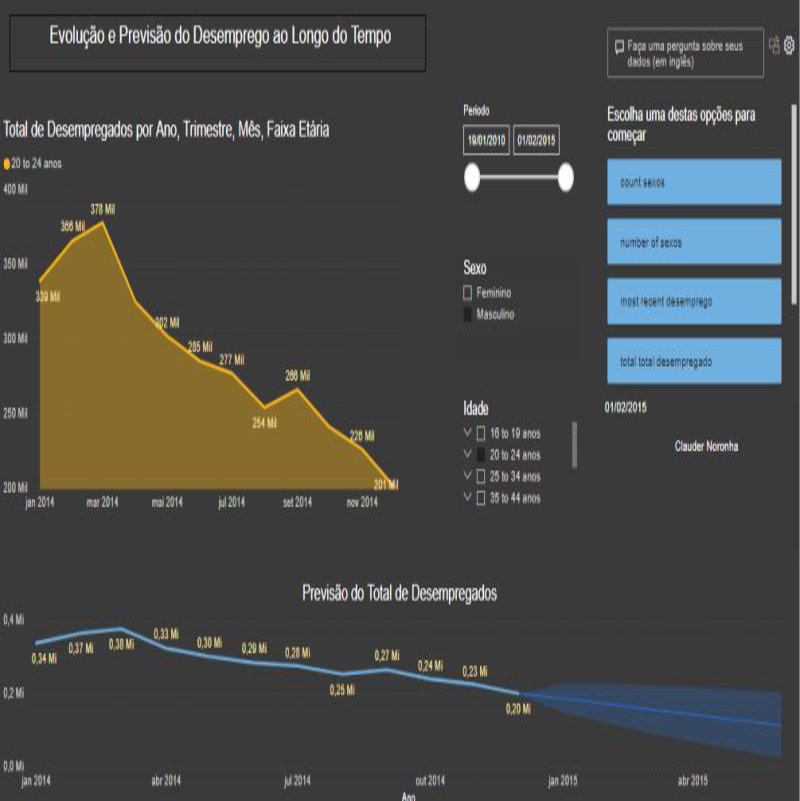 Evolução e Previsão do Desemprego ao Longo do Tempo
Faça uma pergunta sobre seus
dados (em inglês)
Total de Desempregados por Ano, Trimestre, Mês, Faixa Etária
20 to 24 anos
400 Mil
350 Mil
300 Mil
250 Mil
200 Mil
339 Mil
366 Mil
378 Mil
302 Mil
285 Mil
277 Mil
254 Mil
266 Mil
226 Mil
201 Mil
jan 2014
mar 2014
mai 2014
jul 2014
set 2014
nov 2014
Periodo
19/01/2010
01/02/2015
Sexo
Feminino
Masculino
Idade
16 to 19 anos
20 to 24 anos
25 to 34 anos
35 to 44 anos
Escolha uma destas opções para
começar
count sexos
number of sexos
most recent desemprego
total total desempregado
01/02/2015
Clauder Noronha
Previsão do Total de Desempregados
0,4 Mi
0,2 Mi
0,0 Mi
0,34 Mi
0,37 Mi
0,38 Mi
0,33 Mi
0,30 Mi
0,29 Mi
0,28 Mi
0,25 Mi
0,27 Mi
0,24 Mi
0,23 Mi
0,20 Mi
jan 2014
abr 2014
jul 2014
out 2014
jan 2015
abr 2015
Ano